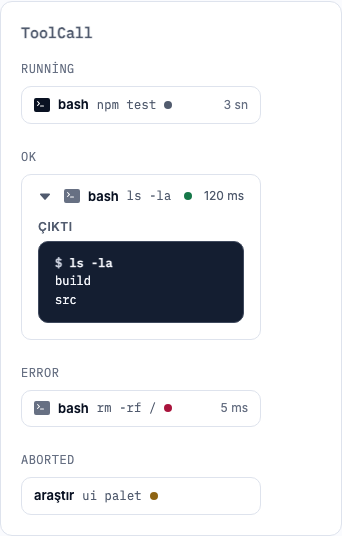 ToolCall
RUNNİNG
bash npm test 3 sn
OK
bash ls -la 120 ms
ÇIKTI
$ ls -la
build
src
ERROR
bash rm -rf / 5 ms
ABORTED
araştır ui palet